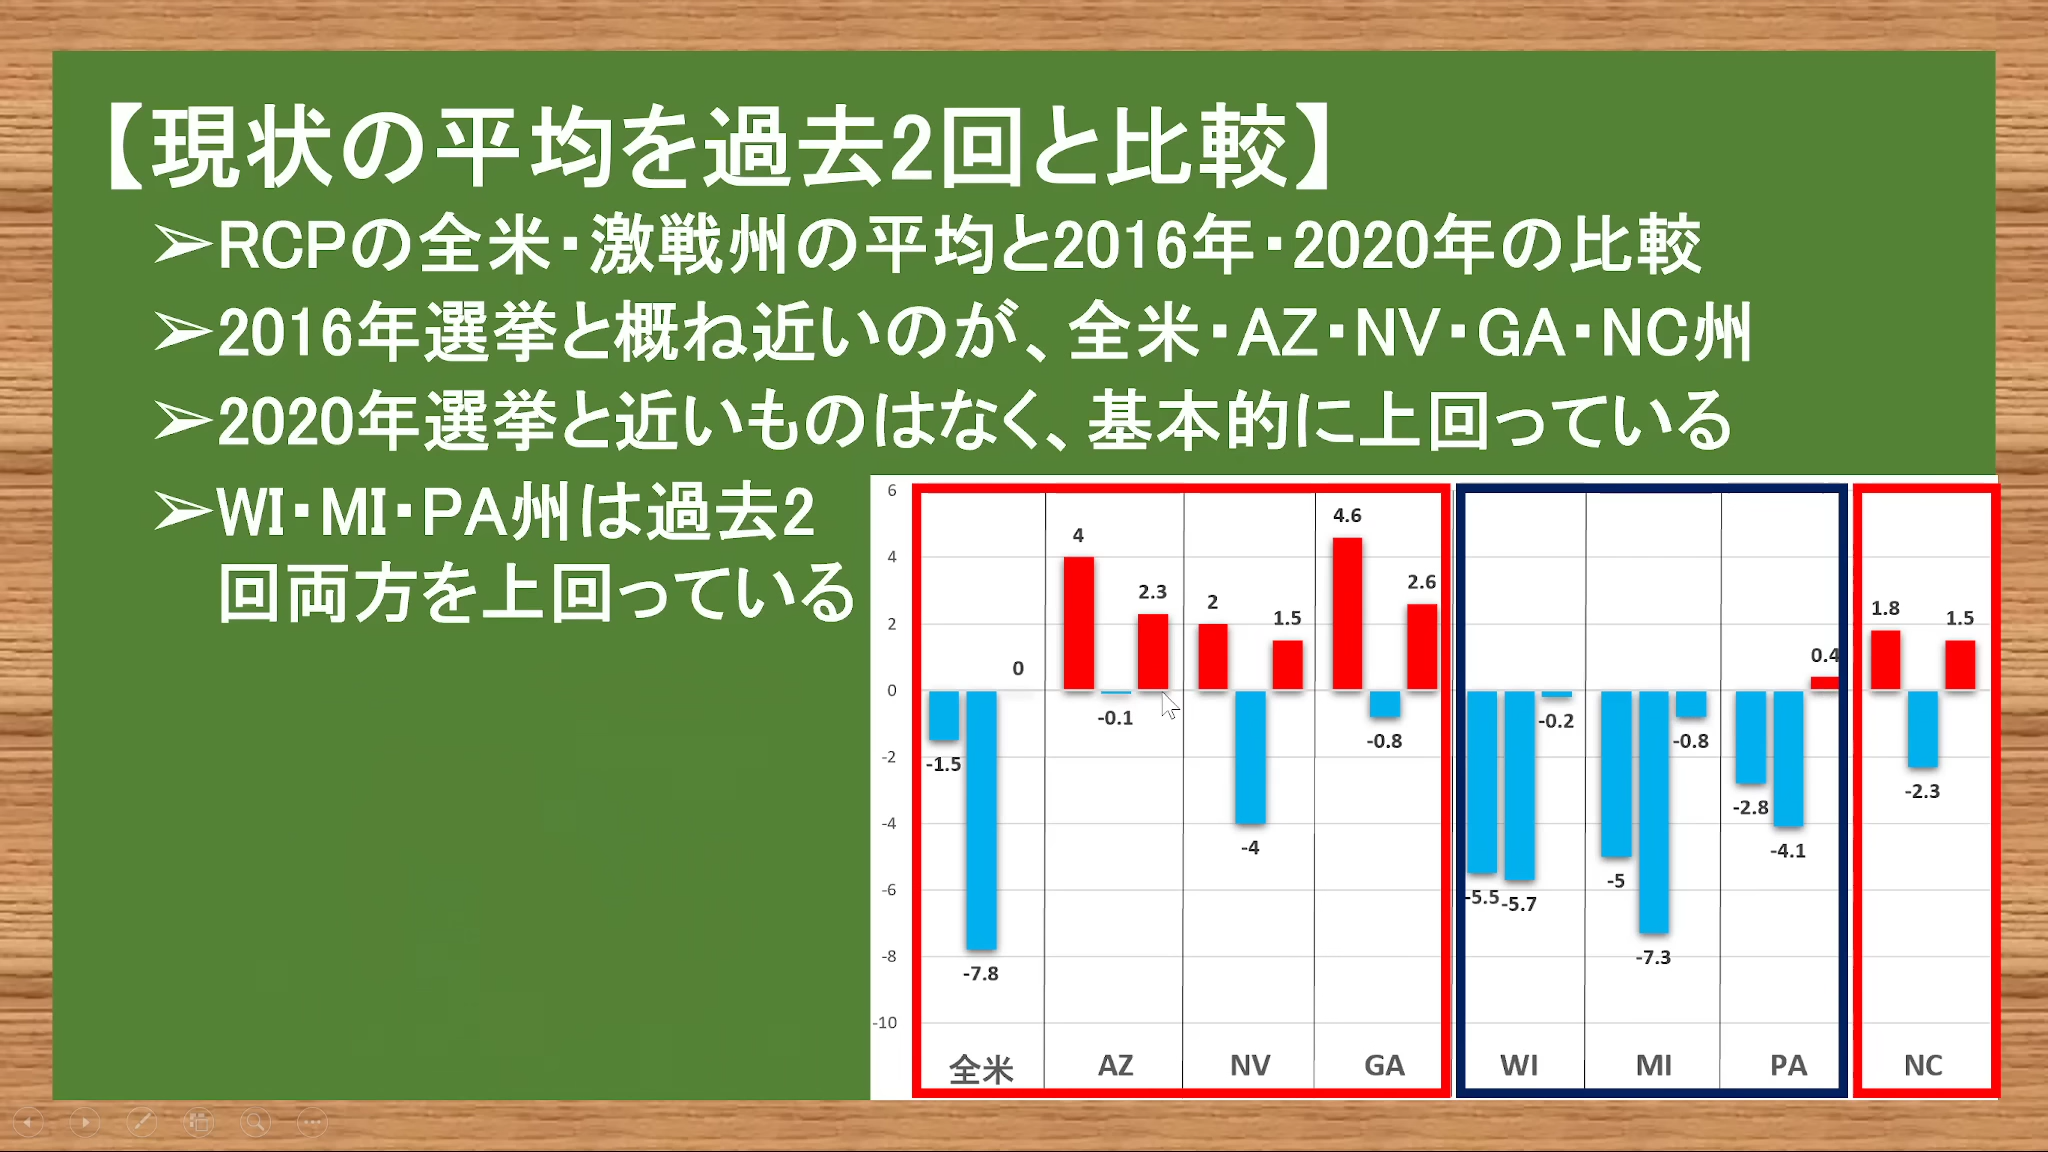 【現状の平均を過去2回と比較】
➢RCPの全米・激戦州の平均と2016年・2020年の比較
➢2016年選挙と概ね近いのが、全米・AZ・NV・GA・NC州
➢2020年選挙と近いものはなく、基本的に上回っている
➢WI・MI・PA州は過去2
回両方を上回っている
6
4
2
0
-2
-4
-6
-8
-10
-1.5
-7.8
0
全米
4
-0.1
2.3
AZ
2
-4
1.5
NV
4.6
-0.8
2.6
GA
-5.5
-5.7
-0.2
WI
-5
-7.3
-0.8
MI
-2.8
-4.1
0.4
PA
1.8
-2.3
1.5
NC